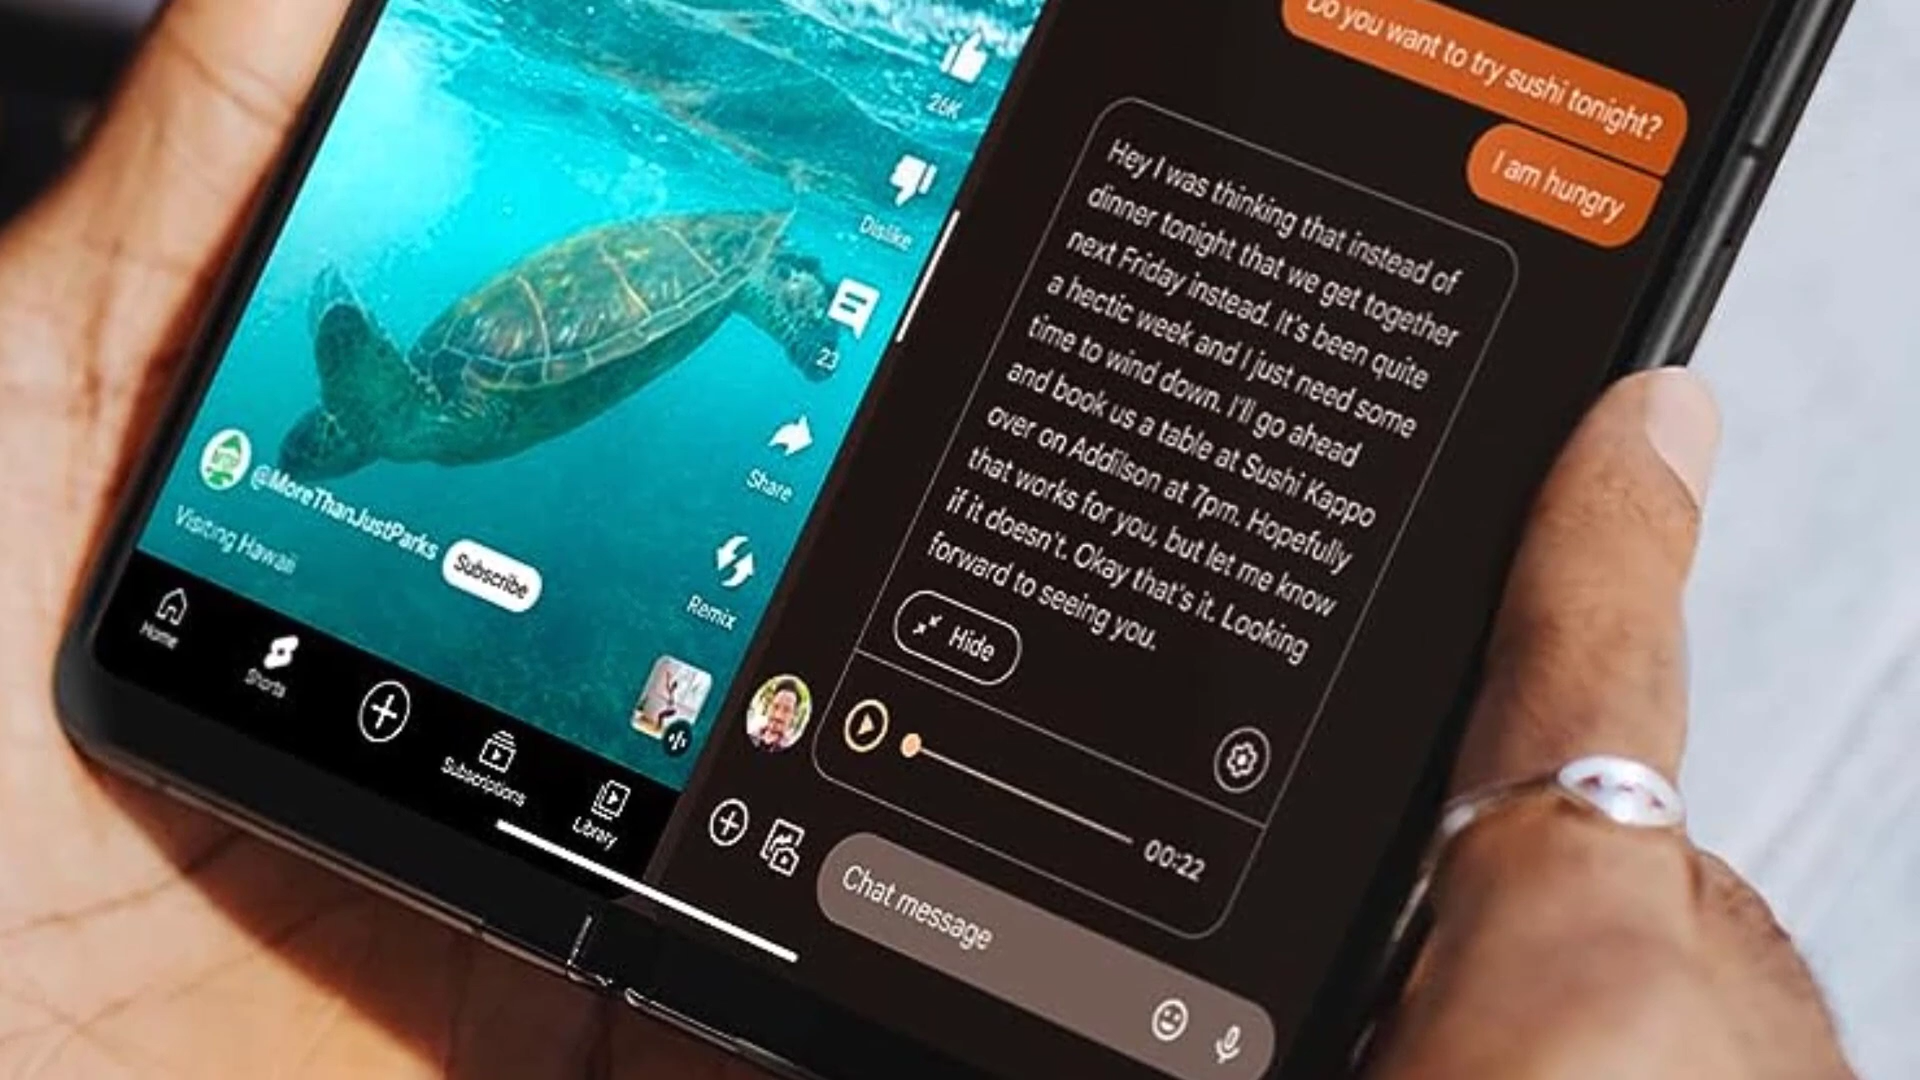 26K
Dislike
23
Share
Remix
@MoreThanJustParks
Subscribe
Visiting Hawaii
Home
Shorts
Subscriptions
Library
Do you want to try sushi tonight?
I am hungry
Hey I was thinking that instead of
dinner tonight that we get together
next Friday instead. It's been quite
a hectic week and I just need some
time to wind down. I'll go ahead
and book us a table at Sushi Kappo
over on Addilson at 7pm. Hopefully
that works for you, but let me know
if it doesn't. Okay that's it. Looking
forward to seeing you.
Hide
00:22
Chat message